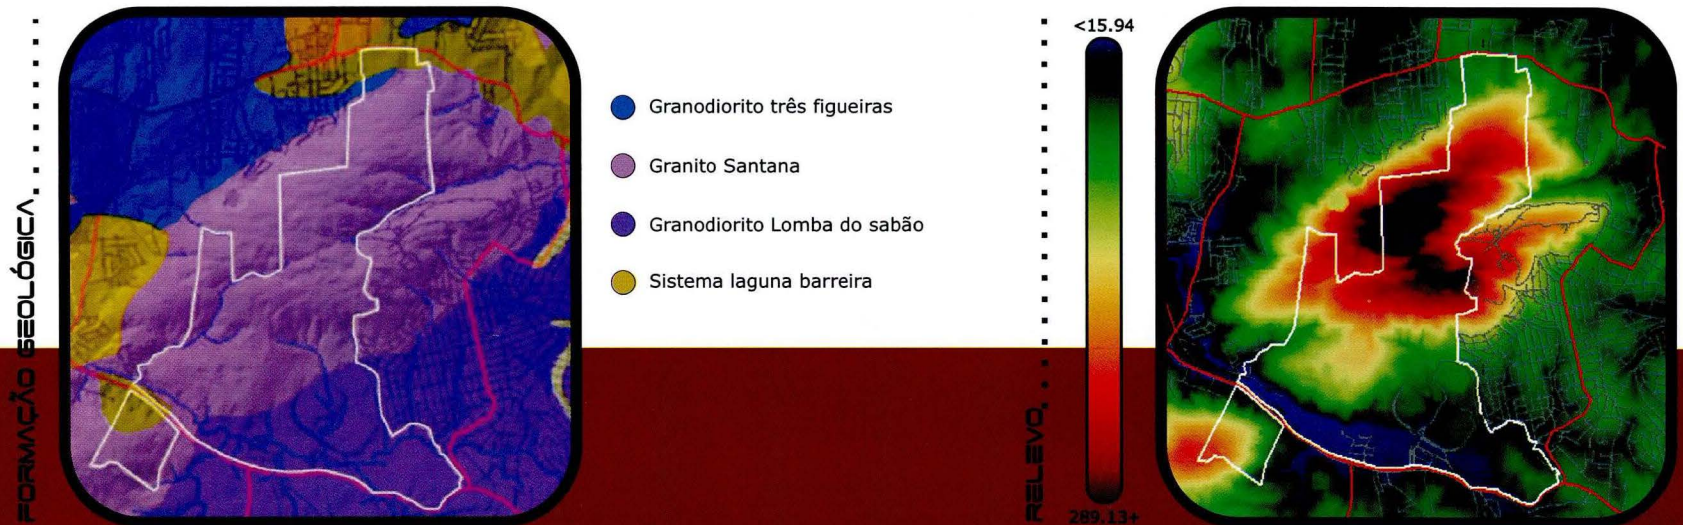 FORMAÇÃO GEOLÓGICA
Granodiorito três figueiras
Granito Santana
Granodiorito Lomba do sabão
Sistema laguna barreira
RELEVO
<15.94
289.13+